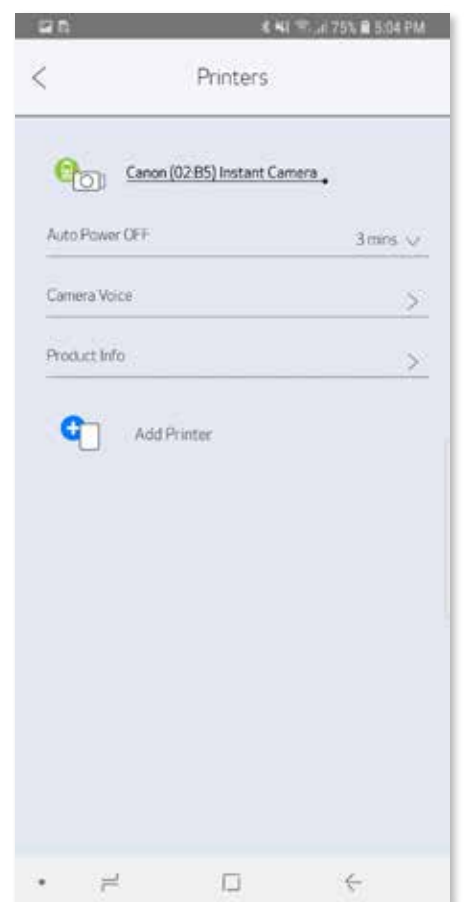 75% 5:04 PM
Printers
Canon (02:B5) Instant Camera
Auto Power OFF 3 mins
Camera Voice
Product Info
Add Printer